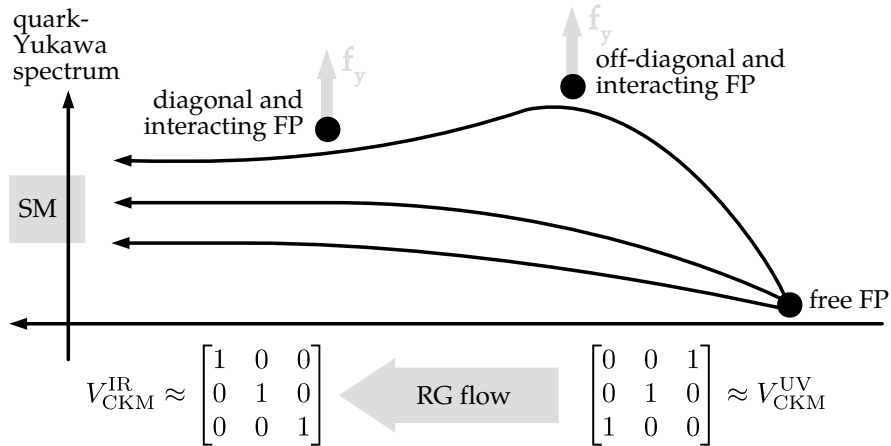 quark-
Yukawa
spectrum
f_y
f_y
off-diagonal and
interacting FP
diagonal and
interacting FP
SM
free FP
V_CKM^IR ≈ [1 0 0
0 1 0
0 0 1]
RG flow
[0 0 1
0 1 0
1 0 0] ≈ V_CKM^UV